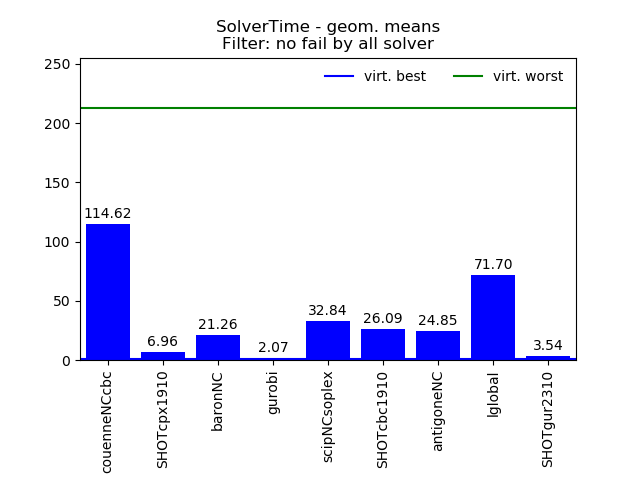 SolverTime - geom. means
Filter: no fail by all solver
250
200
150
100
50
0
virt. best
virt. worst
114.62
6.96
21.26
2.07
32.84
26.09
24.85
71.70
3.54
couenneNCcbc
SHOTcpx1910
baronNC
gurobi
scipNCsoplex
SHOTcbc1910
antigoneNC
lglobal
SHOTgur2310